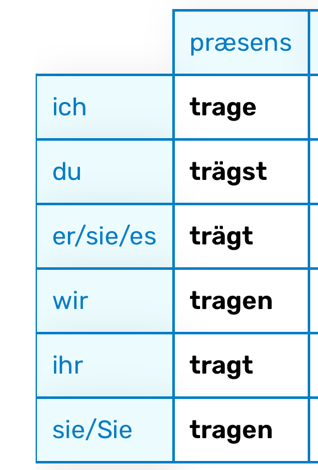 præsens
ich trage
du trägst
er/sie/es trägt
wir tragen
ihr tragt
sie/Sie tragen